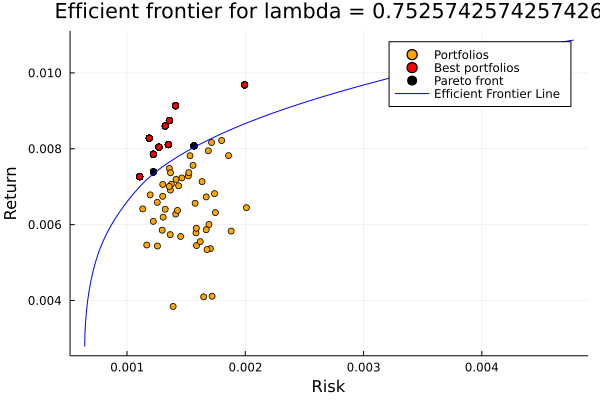 Efficient frontier for lambda = 0.7525742574257426
Portfolios
Best portfolios
Pareto front
Efficient Frontier Line
Return
0.010
0.008
0.006
0.004
0.001 0.002 0.003 0.004
Risk